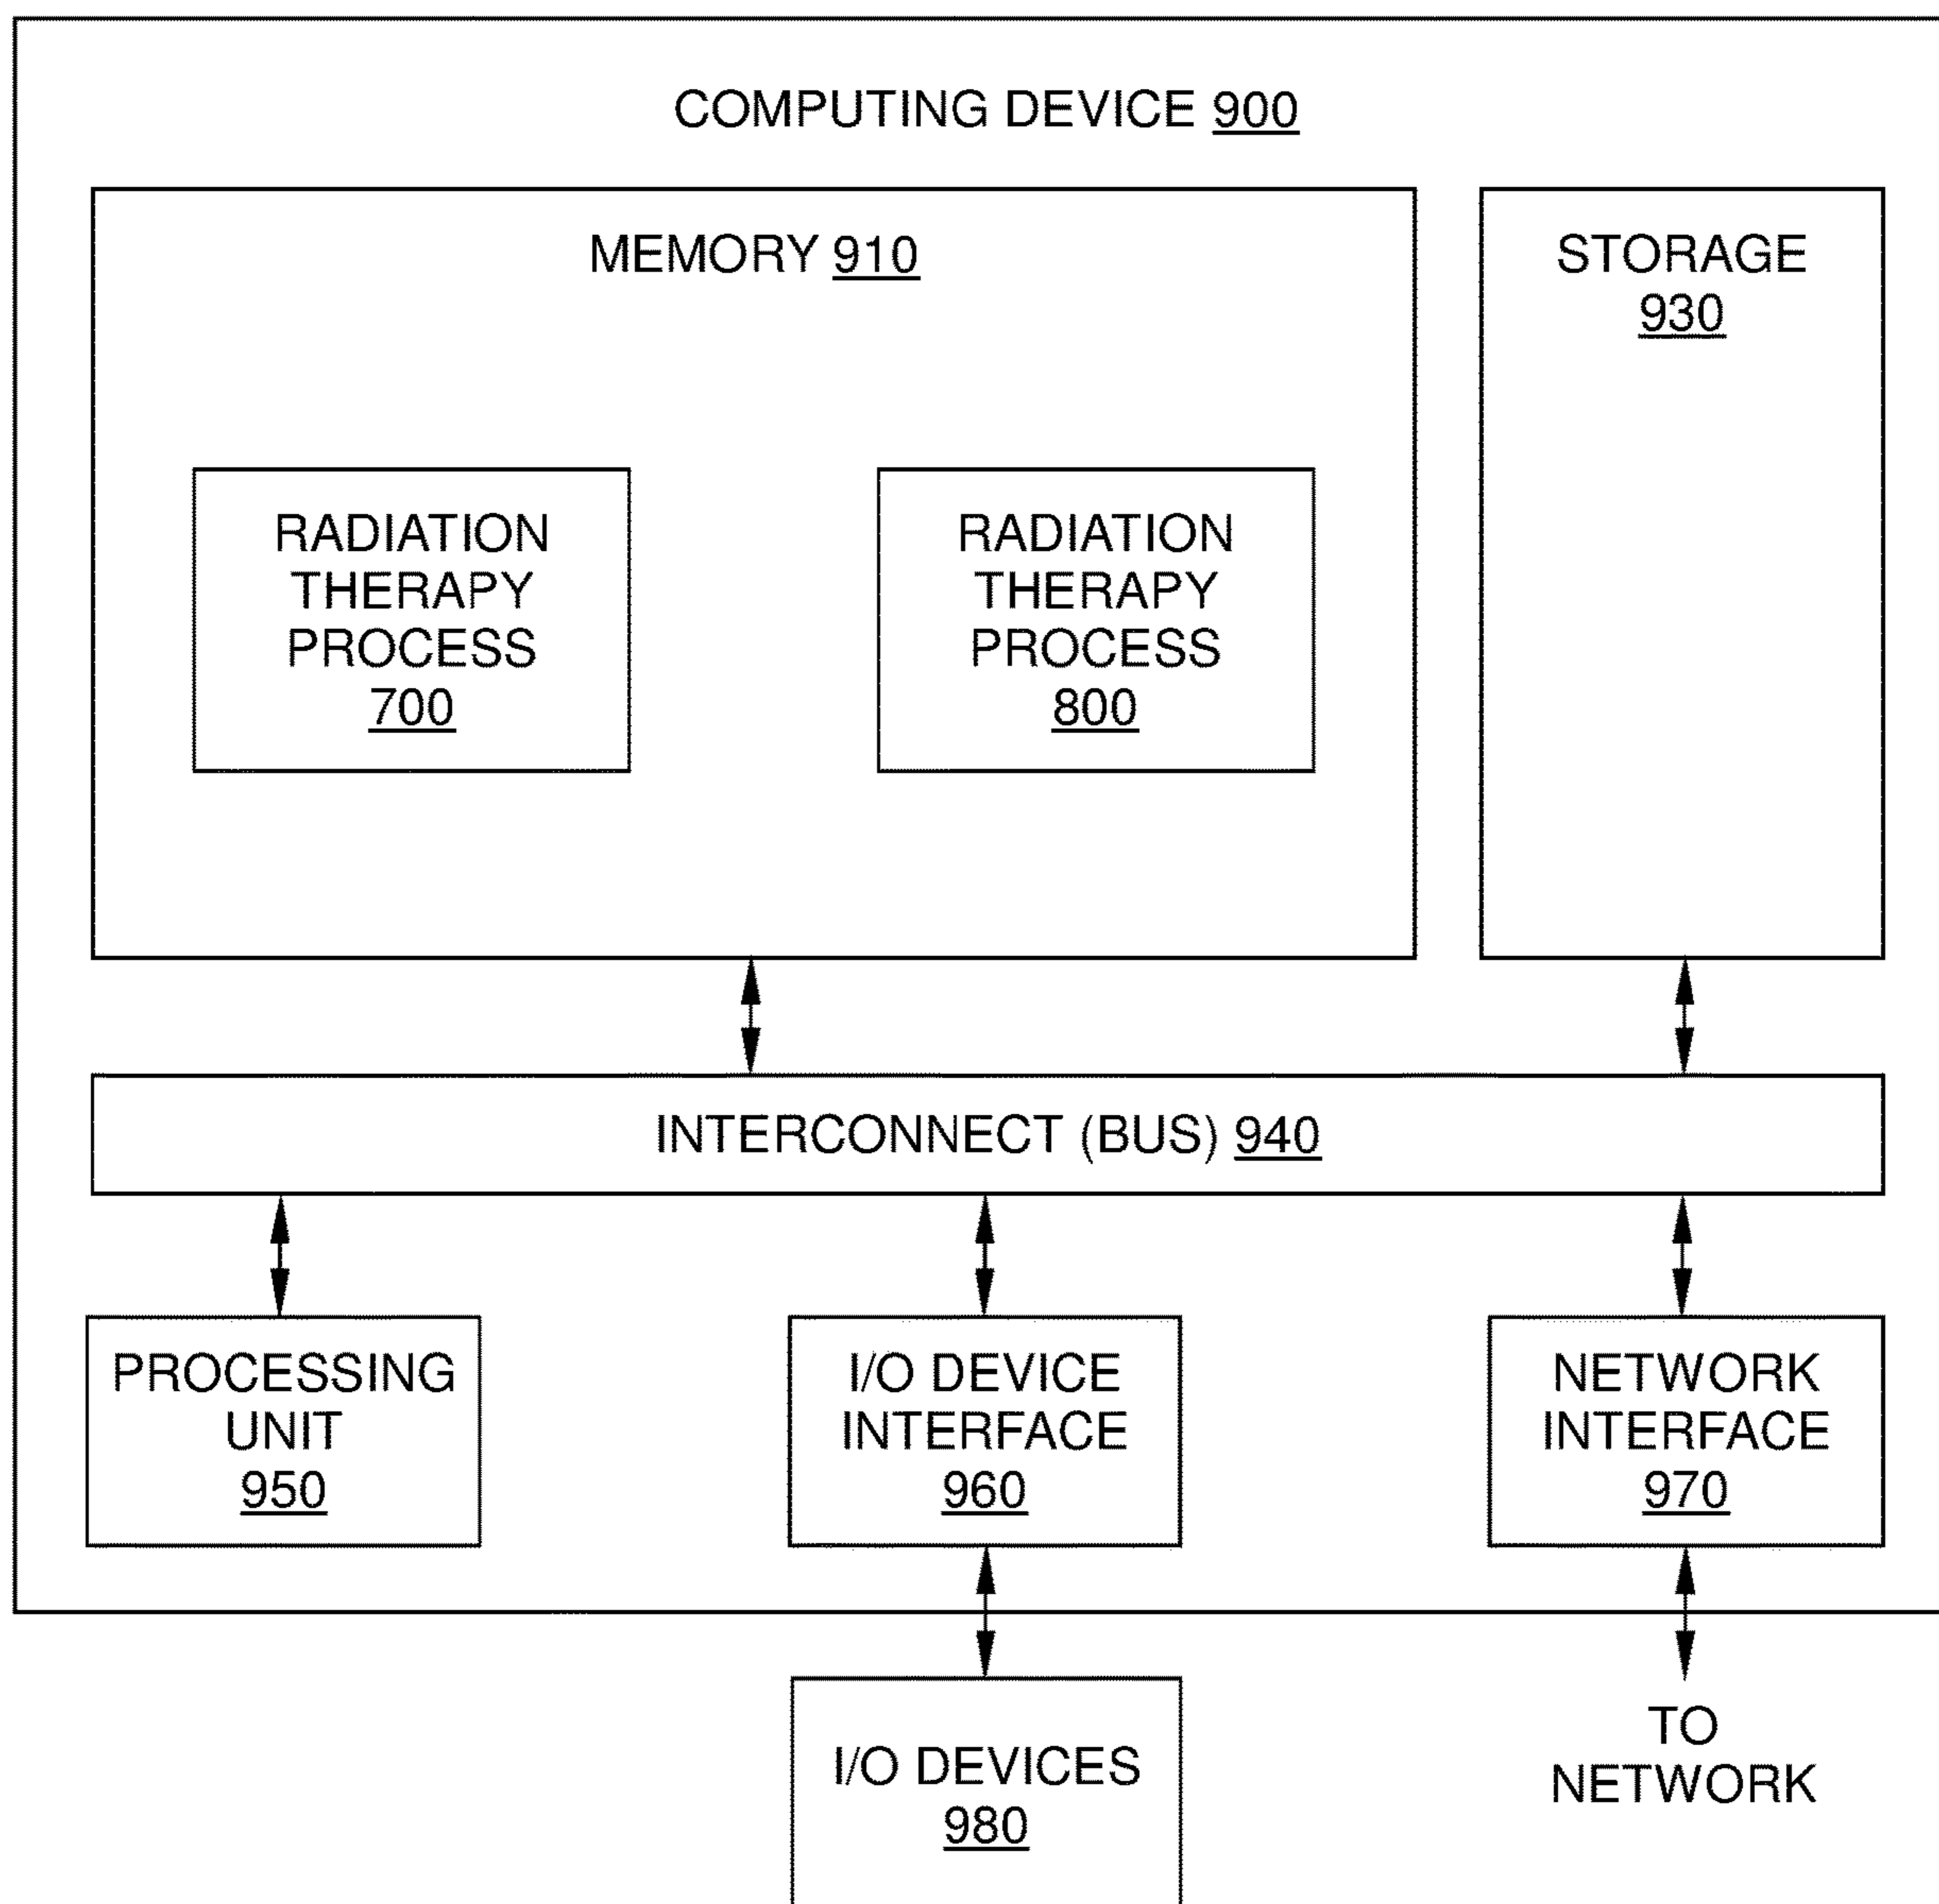 COMPUTING DEVICE 900
MEMORY 910
STORAGE
930
RADIATION
THERAPY
PROCESS
700
RADIATION
THERAPY
PROCESS
800
INTERCONNECT (BUS) 940
PROCESSING
UNIT
950
I/O DEVICE
INTERFACE
960
NETWORK
INTERFACE
970
I/O DEVICES
980
TO
NETWORK